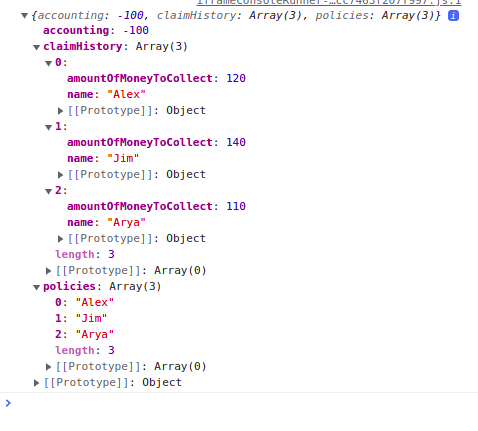 {accounting: -100, claimHistory: Array(3), policies: Array(3)} i
accounting: -100
claimHistory: Array(3)
0:
amountOfMoneyToCollect: 120
name: "Alex"
[[Prototype]]: Object
1:
amountOfMoneyToCollect: 140
name: "Jim"
[[Prototype]]: Object
2:
amountOfMoneyToCollect: 110
name: "Arya"
[[Prototype]]: Object
length: 3
[[Prototype]]: Array(0)
policies: Array(3)
0: "Alex"
1: "Jim"
2: "Arya"
length: 3
[[Prototype]]: Array(0)
[[Prototype]]: Object